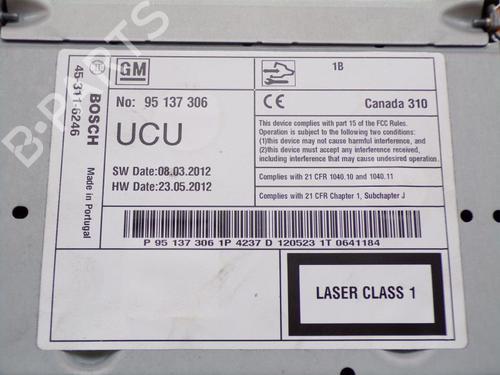 GM
1B
No: 95 137 306
CE
Canada 310
UCU
This device complies with part 15 of the FCC Rules.
Operation is subject to the following two conditions:
(1)this device may not cause harmful interference, and
(2)this device must accept any interference received,
including interference that may cause undesired operation.
SW Date:08.03.2012
HW Date:23.05.2012
Complies with 21 CFR 1040.10 and 1040.11
Complies with 21 CFR Chapter 1, Subchapter J
P 95 137 306 1P 4237 D 120523 1T 0641184
LASER CLASS 1
BOSCH
Made in Portugal
45-311-6246
B-PARTS